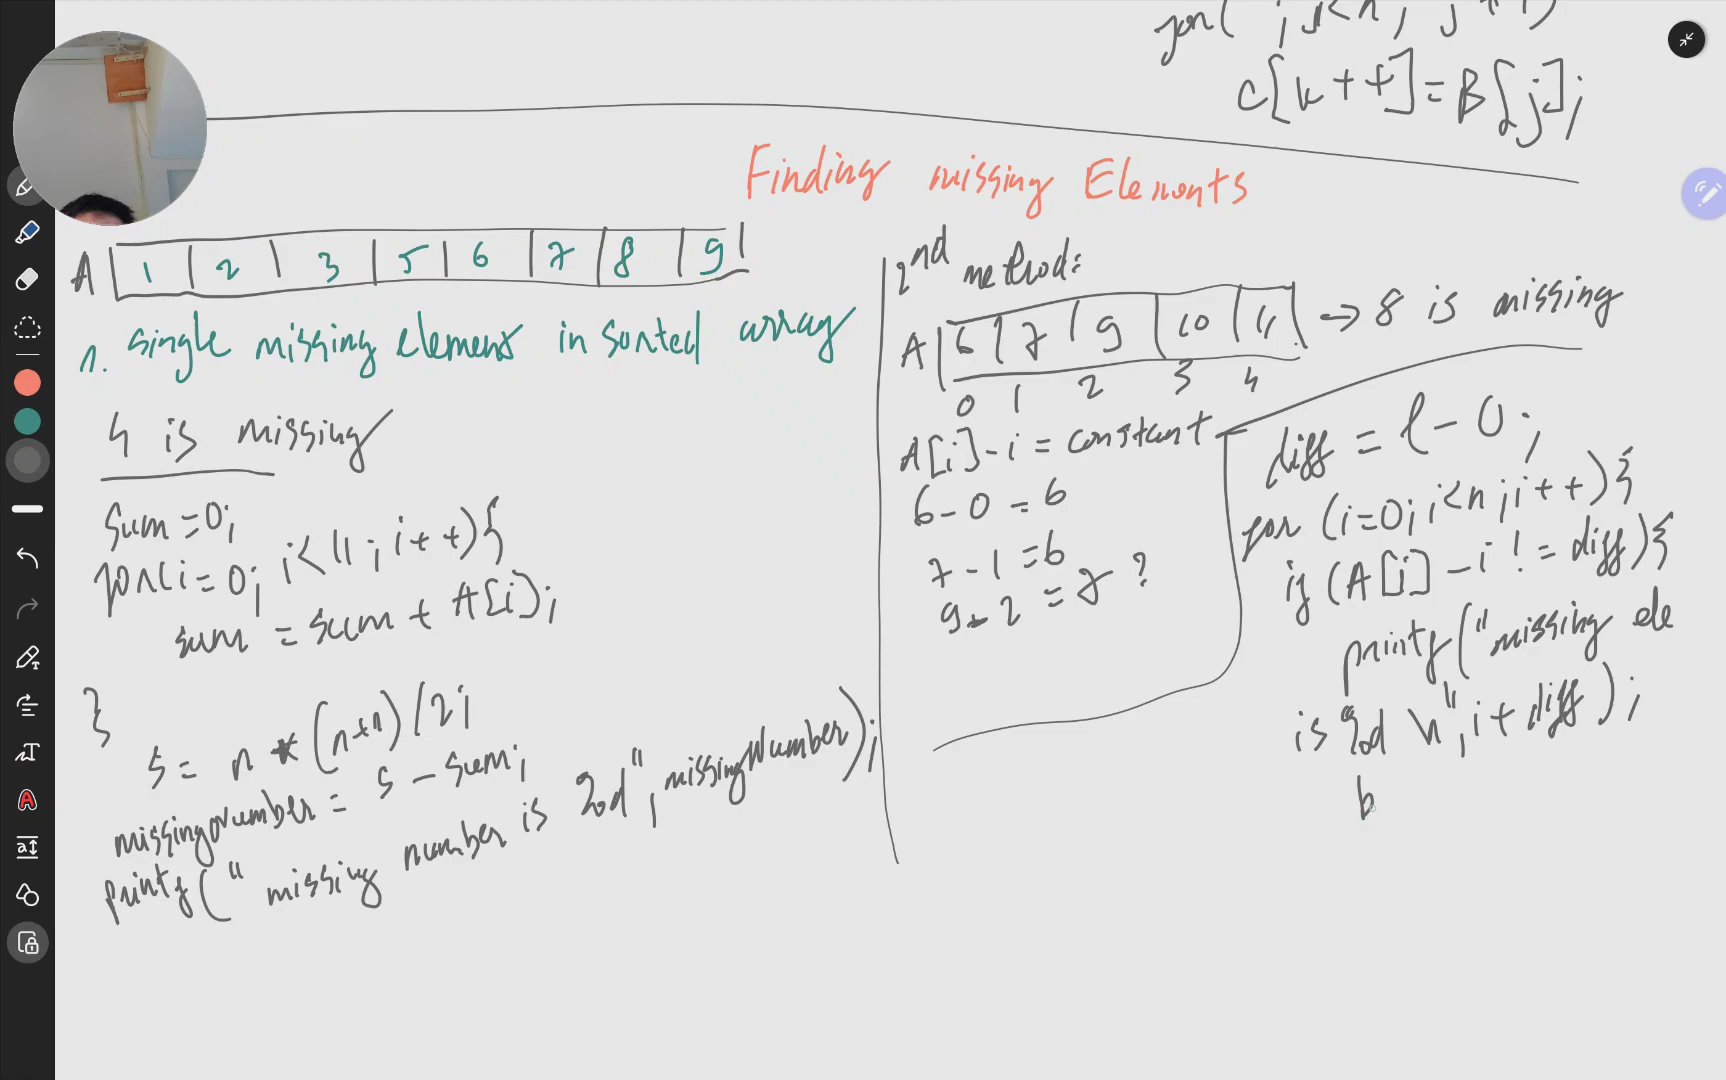 for( ; j<n; j++)
C[k++]=B[j];
Finding missing Elements
A 1 2 3 5 6 7 8 9
1. single missing element in sorted array
4 is missing
sum=0;
for(i=0; i<11; i++){
sum = sum + A[i];
}
s = n * (n+1)/2;
missingNumber = s - sum;
printf("missing number is %d", missingNumber);
2nd method:
A 6 7 9 10 11 → 8 is missing
0 1 2 3 4
A[i]-i = constant
6-0=6
7-1=6
9-2=7?
diff = l-0;
for (i=0; i<n; i++){
if (A[i]-i != diff){
printf("missing ele
is %d \n", i+diff);
b